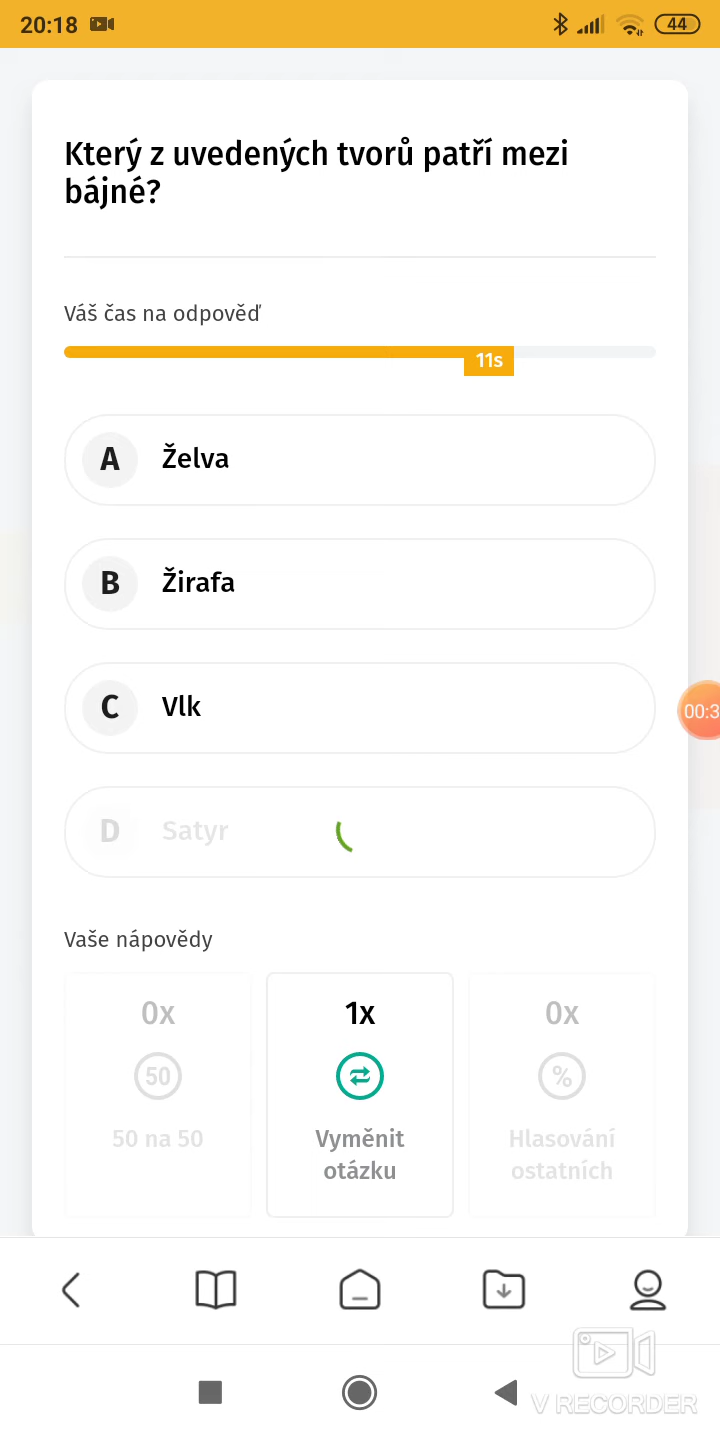 20:18
44
Který z uvedených tvorů patří mezi
bájné?
Váš čas na odpověď
11s
A Želva
B Žirafa
C Vlk
00:3
D Satyr
Vaše nápovědy
0x 1x 0x
50 %
50 na 50 Vyměnit Hlasování
otázku ostatních
V RECORDER